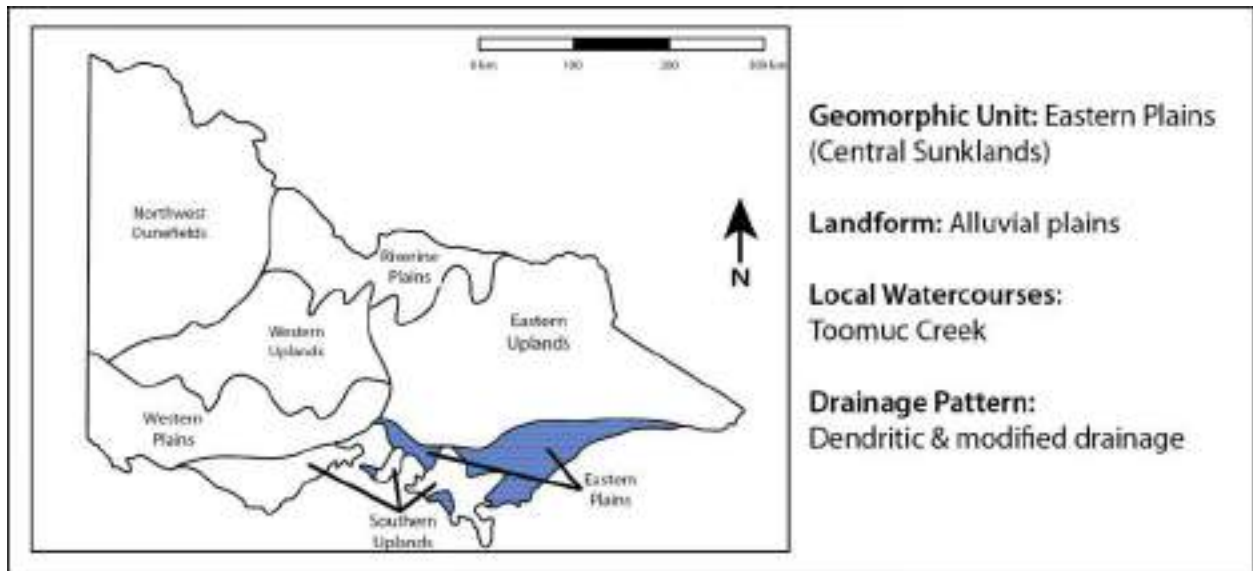 0 km 100 200 300 km
Northwest
Dunefields
Riverine
Plains
Western
Uplands
Eastern
Uplands
Western
Plains
Southern
Uplands
Eastern
Plains
N
Geomorphic Unit: Eastern Plains
(Central Sunklands)
Landform: Alluvial plains
Local Watercourses:
Toomuc Creek
Drainage Pattern:
Dendritic & modified drainage